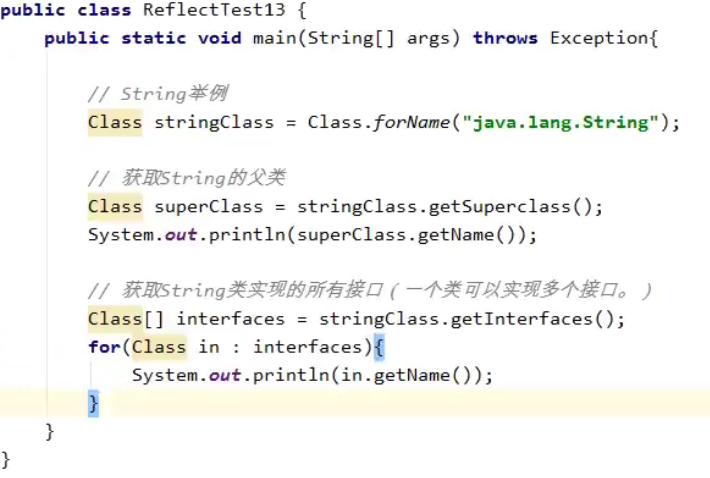 public class ReflectTest13 {
    public static void main(String[] args) throws Exception{
        // String举例
        Class stringClass = Class.forName("java.lang.String");
        // 获取String的父类
        Class superClass = stringClass.getSuperclass();
        System.out.println(superClass.getName());
        // 获取String类实现的所有接口（一个类可以实现多个接口。）
        Class[] interfaces = stringClass.getInterfaces();
        for(Class in : interfaces){
            System.out.println(in.getName());
        }
    }
}